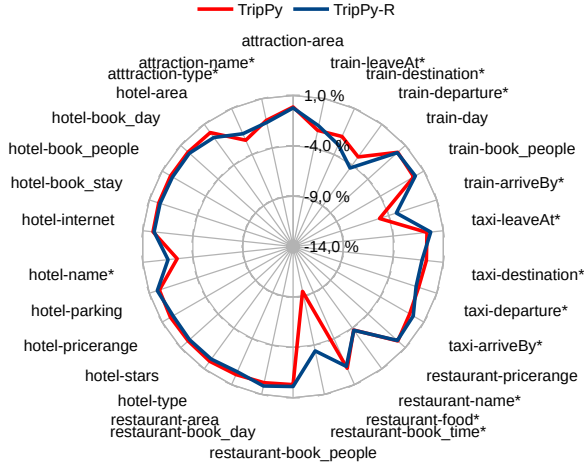 TripPy TripPy-R
attraction-area
attraction-name* train-leaveAt*
atttraction-type* train-destination*
hotel-area 1,0 % train-departure*
hotel-book_day train-day
hotel-book_people -4,0 % train-book_people
hotel-book_stay train-arriveBy*
-9,0 %
hotel-internet taxi-leaveAt*
-14,0 %
hotel-name* taxi-destination*
hotel-parking taxi-departure*
hotel-pricerange taxi-arriveBy*
hotel-stars restaurant-pricerange
hotel-type restaurant-name*
restaurant-area restaurant-food*
restaurant-book_day restaurant-book_time*
restaurant-book_people